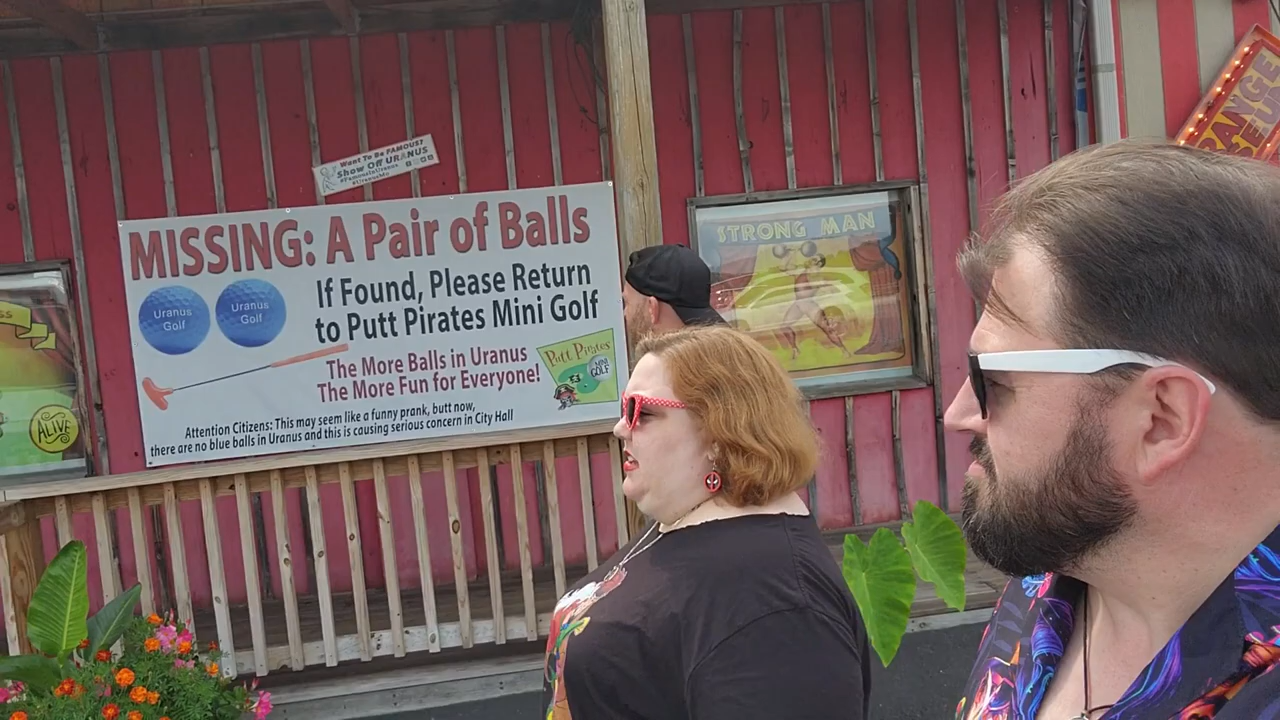 Want To Be FAMOUS?
Show Off URANUS
#FamousInUranus
#UranusMo
MISSING: A Pair of Balls
Uranus Golf
Uranus Golf
If Found, Please Return
to Putt Pirates Mini Golf
The More Balls in Uranus
The More Fun for Everyone!
Putt Pirates
MINI GOLF
Attention Citizens: This may seem like a funny prank, butt now,
there are no blue balls in Uranus and this is causing serious concern in City Hall
STRONG MAN
ALIVE